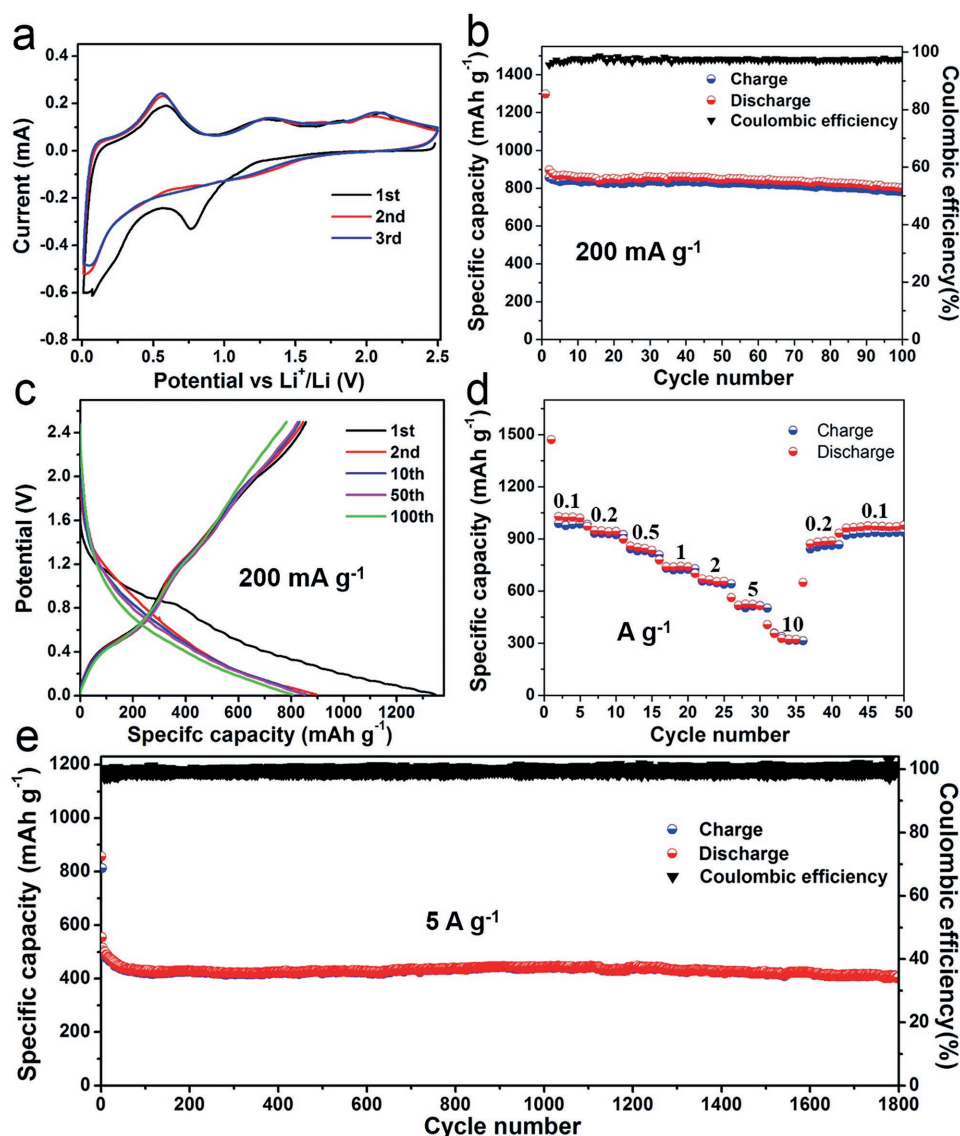 a
0.4
0.2
0.0
-0.2
-0.4
-0.6
-0.8
Current (mA)
1st
2nd
3rd
0.0 0.5 1.0 1.5 2.0 2.5
Potential vs Li⁺/Li (V)
b
1400
1200
1000
800
600
400
200
0
Specific capacity (mAh g⁻¹)
Charge
Discharge
Coulombic efficiency
200 mA g⁻¹
100
80
60
40
20
0
Coulombic efficiency(%)
0 10 20 30 40 50 60 70 80 90 100
Cycle number
c
2.4
2.0
1.6
1.2
0.8
0.4
0.0
Potential (V)
1st
2nd
10th
50th
100th
200 mA g⁻¹
0 200 400 600 800 1000 1200
Specifc capacity (mAh g⁻¹)
d
1500
1200
900
600
300
0
Specific capacity (mAh g⁻¹)
Charge
Discharge
0.1 0.2 0.5 1 2 5 10 0.2 0.1
A g⁻¹
0 5 10 15 20 25 30 35 40 45 50
Cycle number
e
1200
1000
800
600
400
200
0
Specific capacity (mAh g⁻¹)
Charge
Discharge
Coulombic efficiency
5 A g⁻¹
100
80
60
40
20
0
Coulombic efficiency(%)
0 200 400 600 800 1000 1200 1400 1600 1800
Cycle number